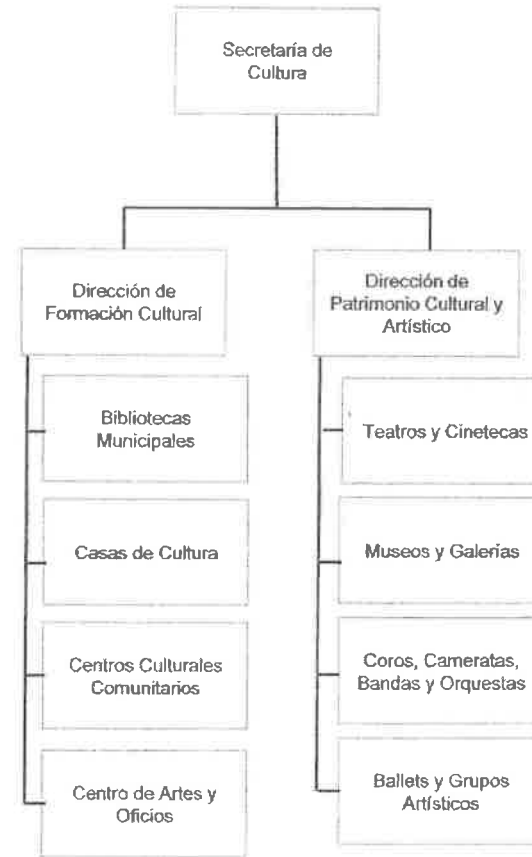 Secretaría de
Cultura
Dirección de
Formación Cultural
Bibliotecas
Municipales
Casas de Cultura
Centros Culturales
Comunitarios
Centro de Artes y
Oficios
Dirección de
Patrimonio Cultural y
Artístico
Teatros y Cinetecas
Museos y Galerías
Coros, Cameratas,
Bandas y Orquestas
Ballets y Grupos
Artísticos